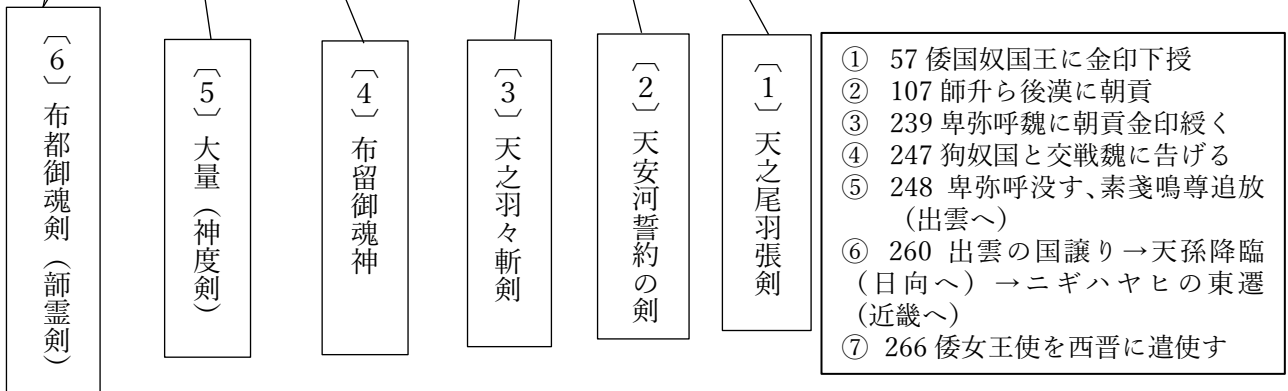 〔1〕天之尾羽張剣
〔2〕天安河誓約の剣
〔3〕天之羽々斬剣
〔4〕布留御魂神
〔5〕大量（神度剣）
〔6〕布都御魂剣（韴霊剣）
① 57 倭国奴国王に金印下授
② 107 師升ら後漢に朝貢
③ 239 卑弥呼魏に朝貢金印綬く
④ 247 狗奴国と交戦魏に告げる
⑤ 248 卑弥呼没す、素戔嗚尊追放
（出雲へ）
⑥ 260 出雲の国譲り→天孫降臨
（日向へ）→ニギハヤヒの東遷
（近畿へ）
⑦ 266 倭女王使を西晋に遣使す